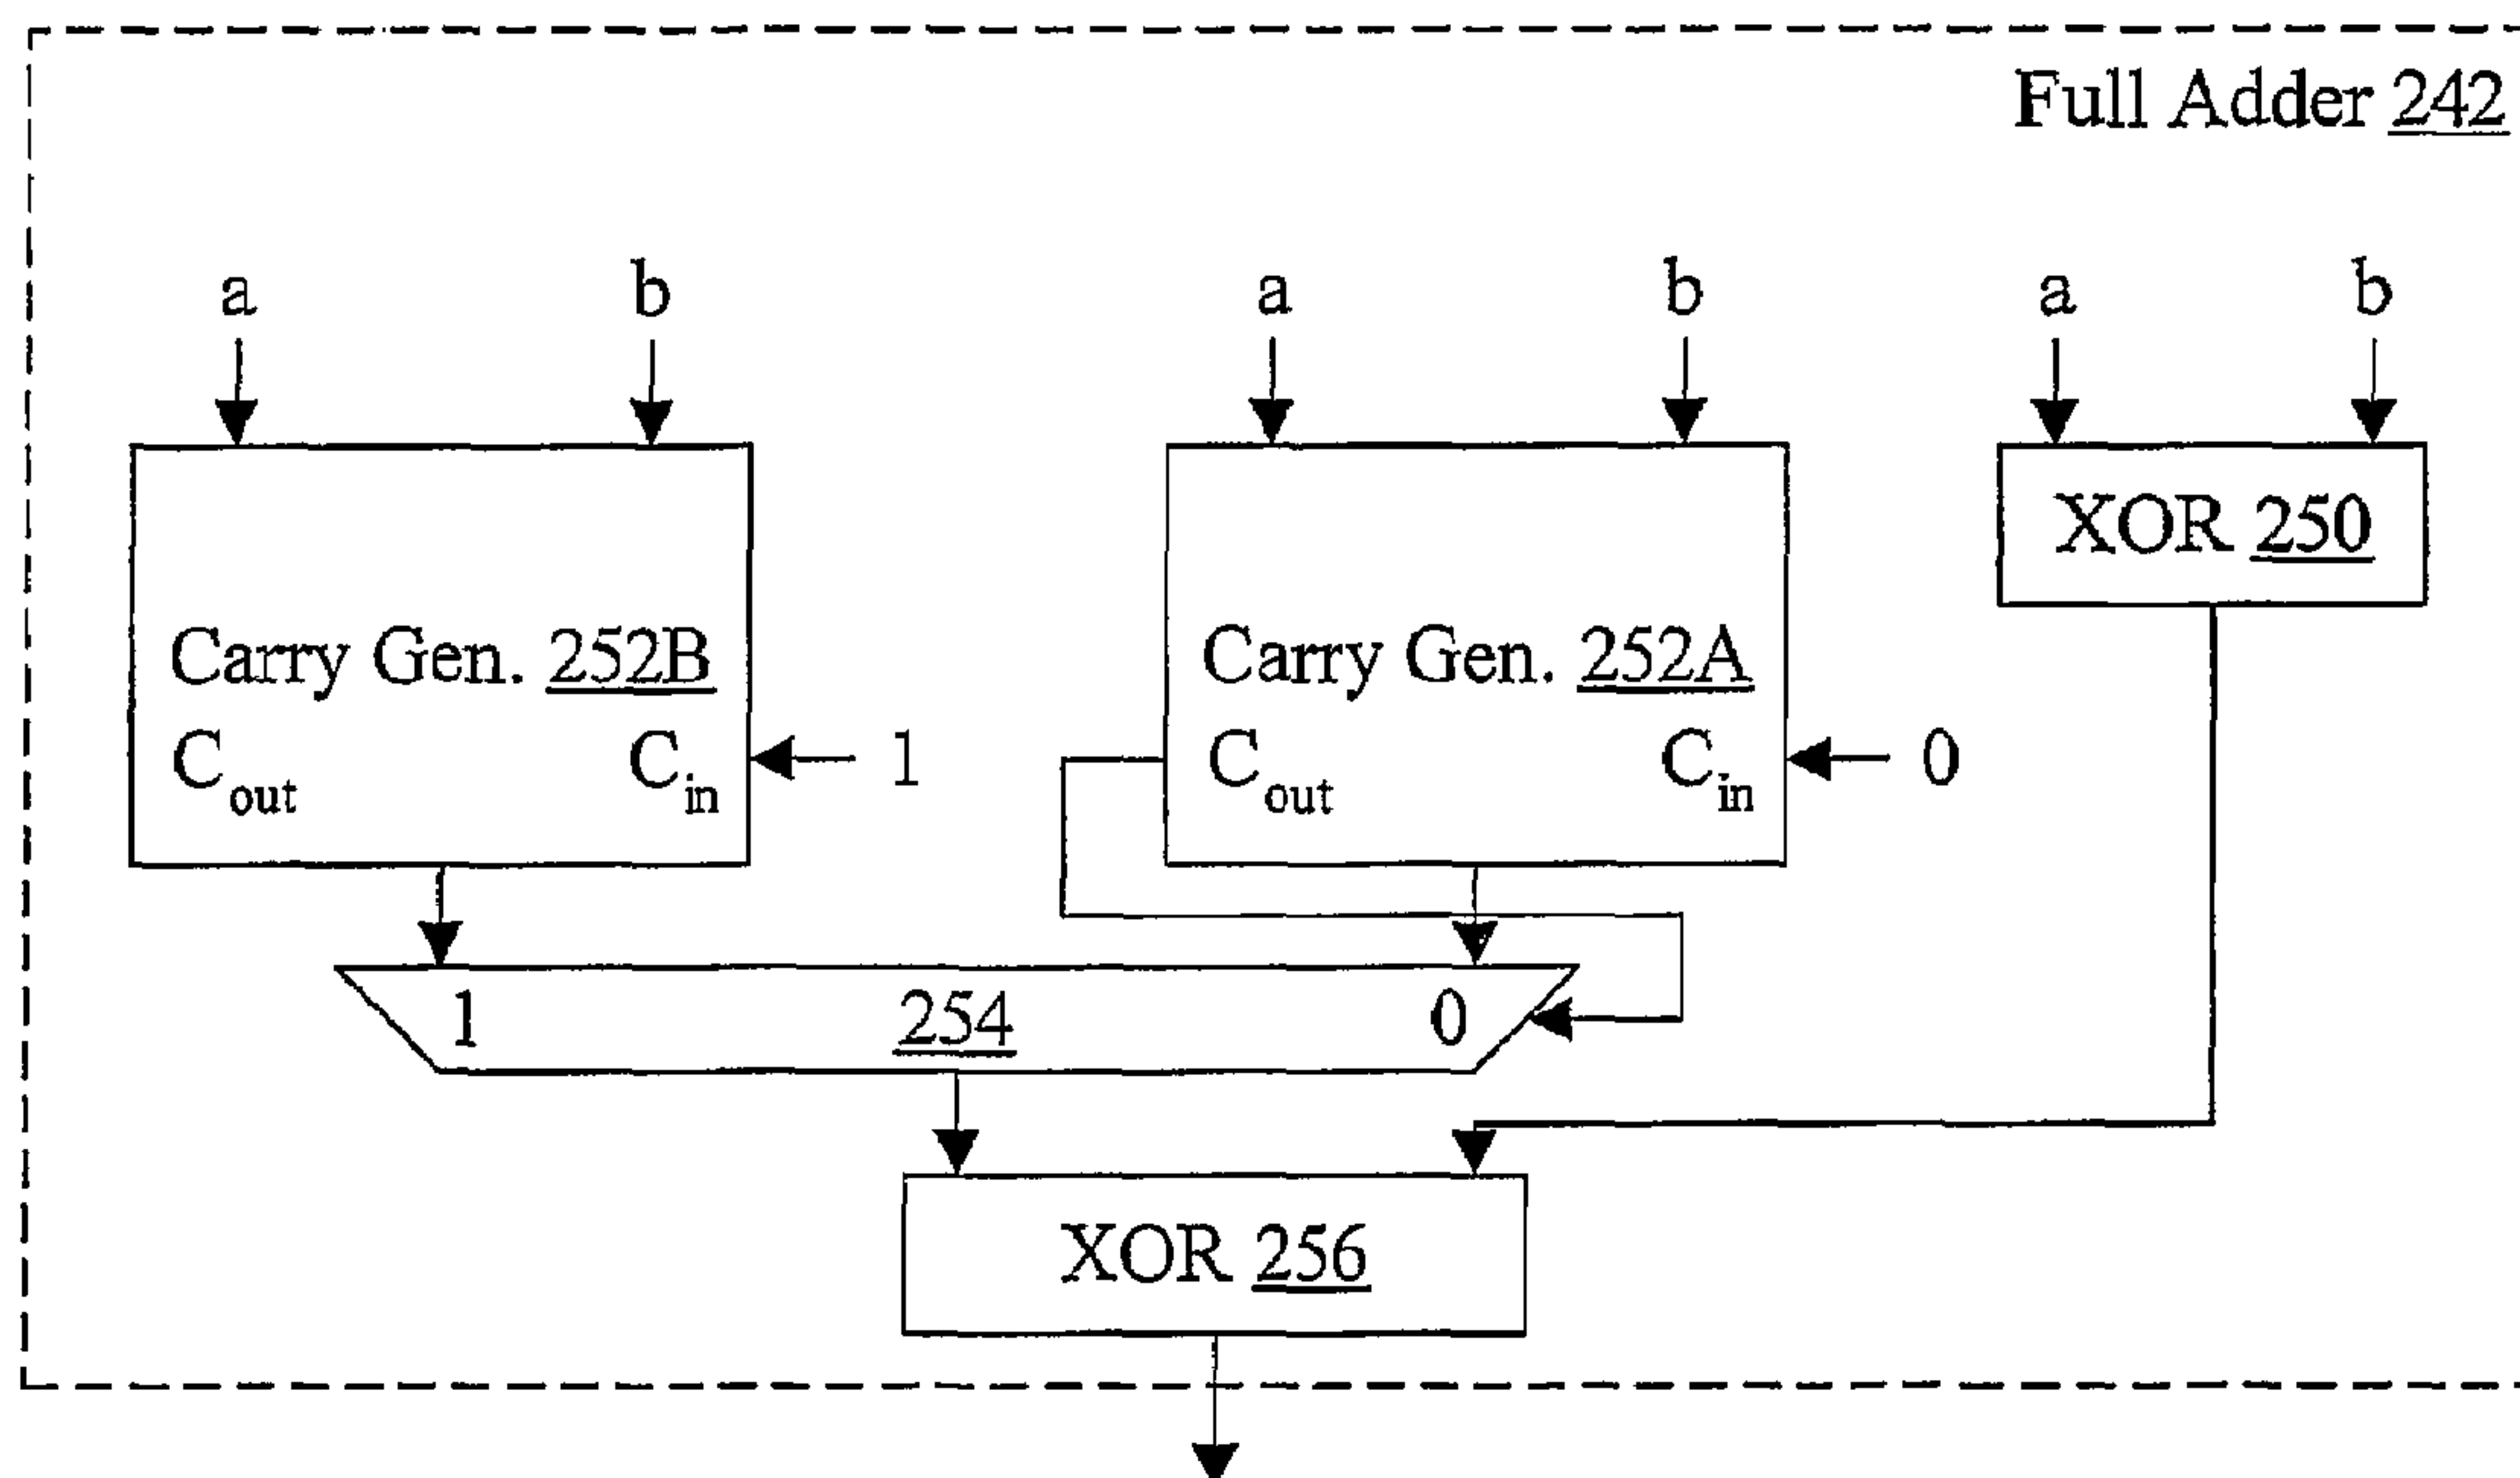 Full Adder 242
a b a b a b
XOR 250
Carry Gen. 252B
Carry Gen. 252A
Cout Cin 1
Cout Cin 0
1 254 0
XOR 256